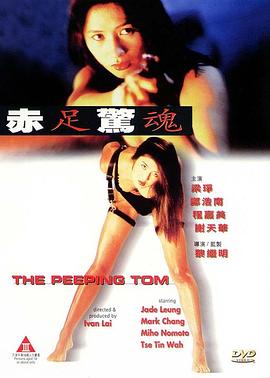 赤足驚魂
主演
梁琤
鄭浩南
程嘉美
謝天華
導演/監製
黎繼明
THE PEEPING TOM
directed &
produced by
Ivan Lai
starring
Jade Leung
Mark Chang
Miho Nomoto
Tse Tin Wah
III
DVD